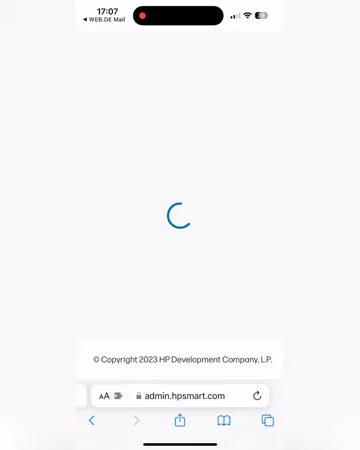 17:07
◀ WEB.DE Mail
© Copyright 2023 HP Development Company, L.P.
AA admin.hpsmart.com